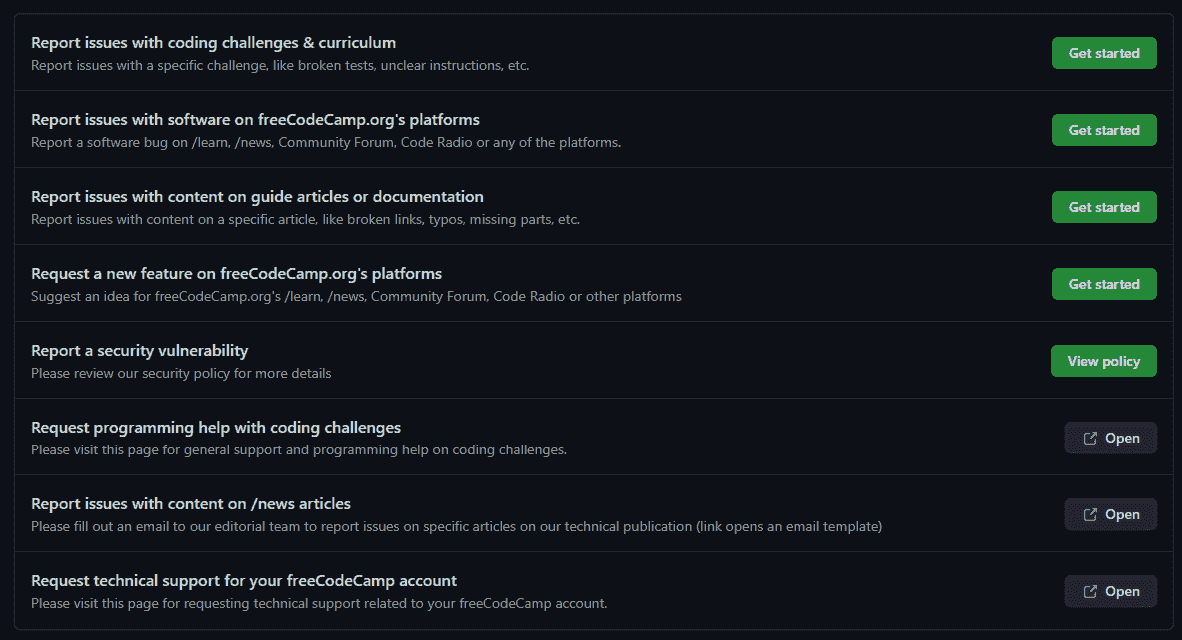 Report issues with coding challenges & curriculum
Report issues with a specific challenge, like broken tests, unclear instructions, etc.
Get started
Report issues with software on freeCodeCamp.org's platforms
Report a software bug on /learn, /news, Community Forum, Code Radio or any of the platforms.
Get started
Report issues with content on guide articles or documentation
Report issues with content on a specific article, like broken links, typos, missing parts, etc.
Get started
Request a new feature on freeCodeCamp.org's platforms
Suggest an idea for freeCodeCamp.org's /learn, /news, Community Forum, Code Radio or other platforms
Get started
Report a security vulnerability
Please review our security policy for more details
View policy
Request programming help with coding challenges
Please visit this page for general support and programming help on coding challenges.
Open
Report issues with content on /news articles
Please fill out an email to our editorial team to report issues on specific articles on our technical publication (link opens an email template)
Open
Request technical support for your freeCodeCamp account
Please visit this page for requesting technical support related to your freeCodeCamp account.
Open